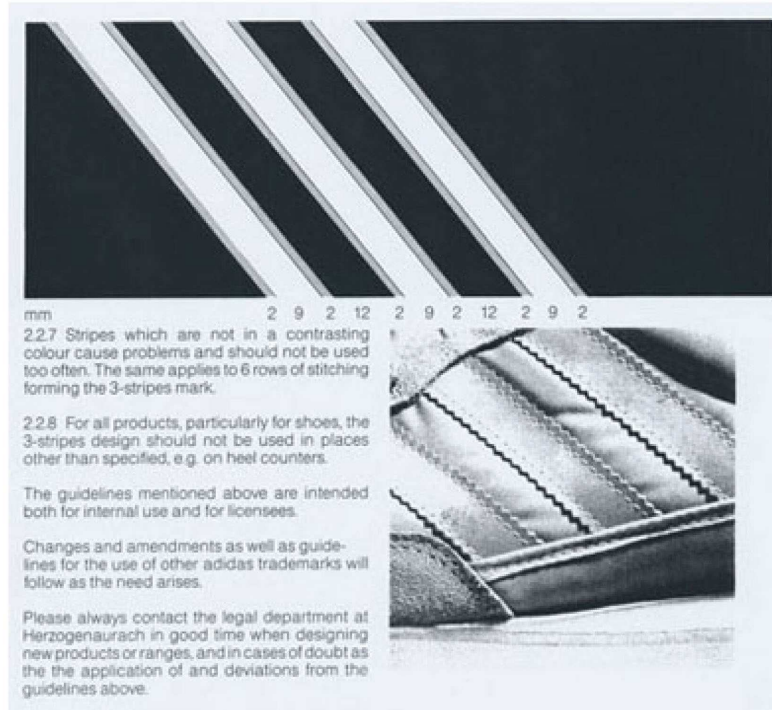 mm 2 9 2 12 2 9 2 12 2 9 2
2.2.7 Stripes which are not in a contrasting
colour cause problems and should not be used
too often. The same applies to 6 rows of stitching
forming the 3-stripes mark.
2.2.8 For all products, particularly for shoes, the
3-stripes design should not be used in places
other than specified, e.g. on heel counters.
The guidelines mentioned above are intended
both for internal use and for licensees.
Changes and amendments as well as guide-
lines for the use of other adidas trademarks will
follow as the need arises.
Please always contact the legal department at
Herzogenaurach in good time when designing
new products or ranges, and in cases of doubt as
the the application of and deviations from the
guidelines above.